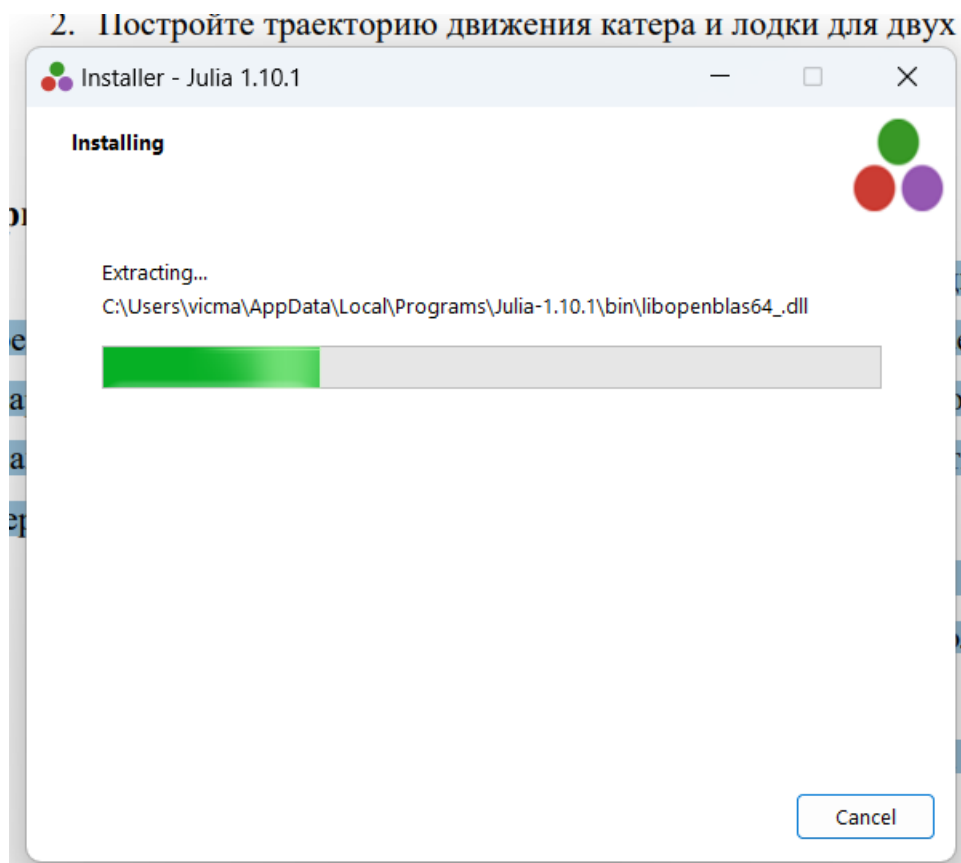 2. Постройте траекторию движения катера и лодки для двух
Installer - Julia 1.10.1
Installing
Extracting...
C:\Users\vicma\AppData\Local\Programs\Julia-1.10.1\bin\libopenblas64_.dll
Cancel